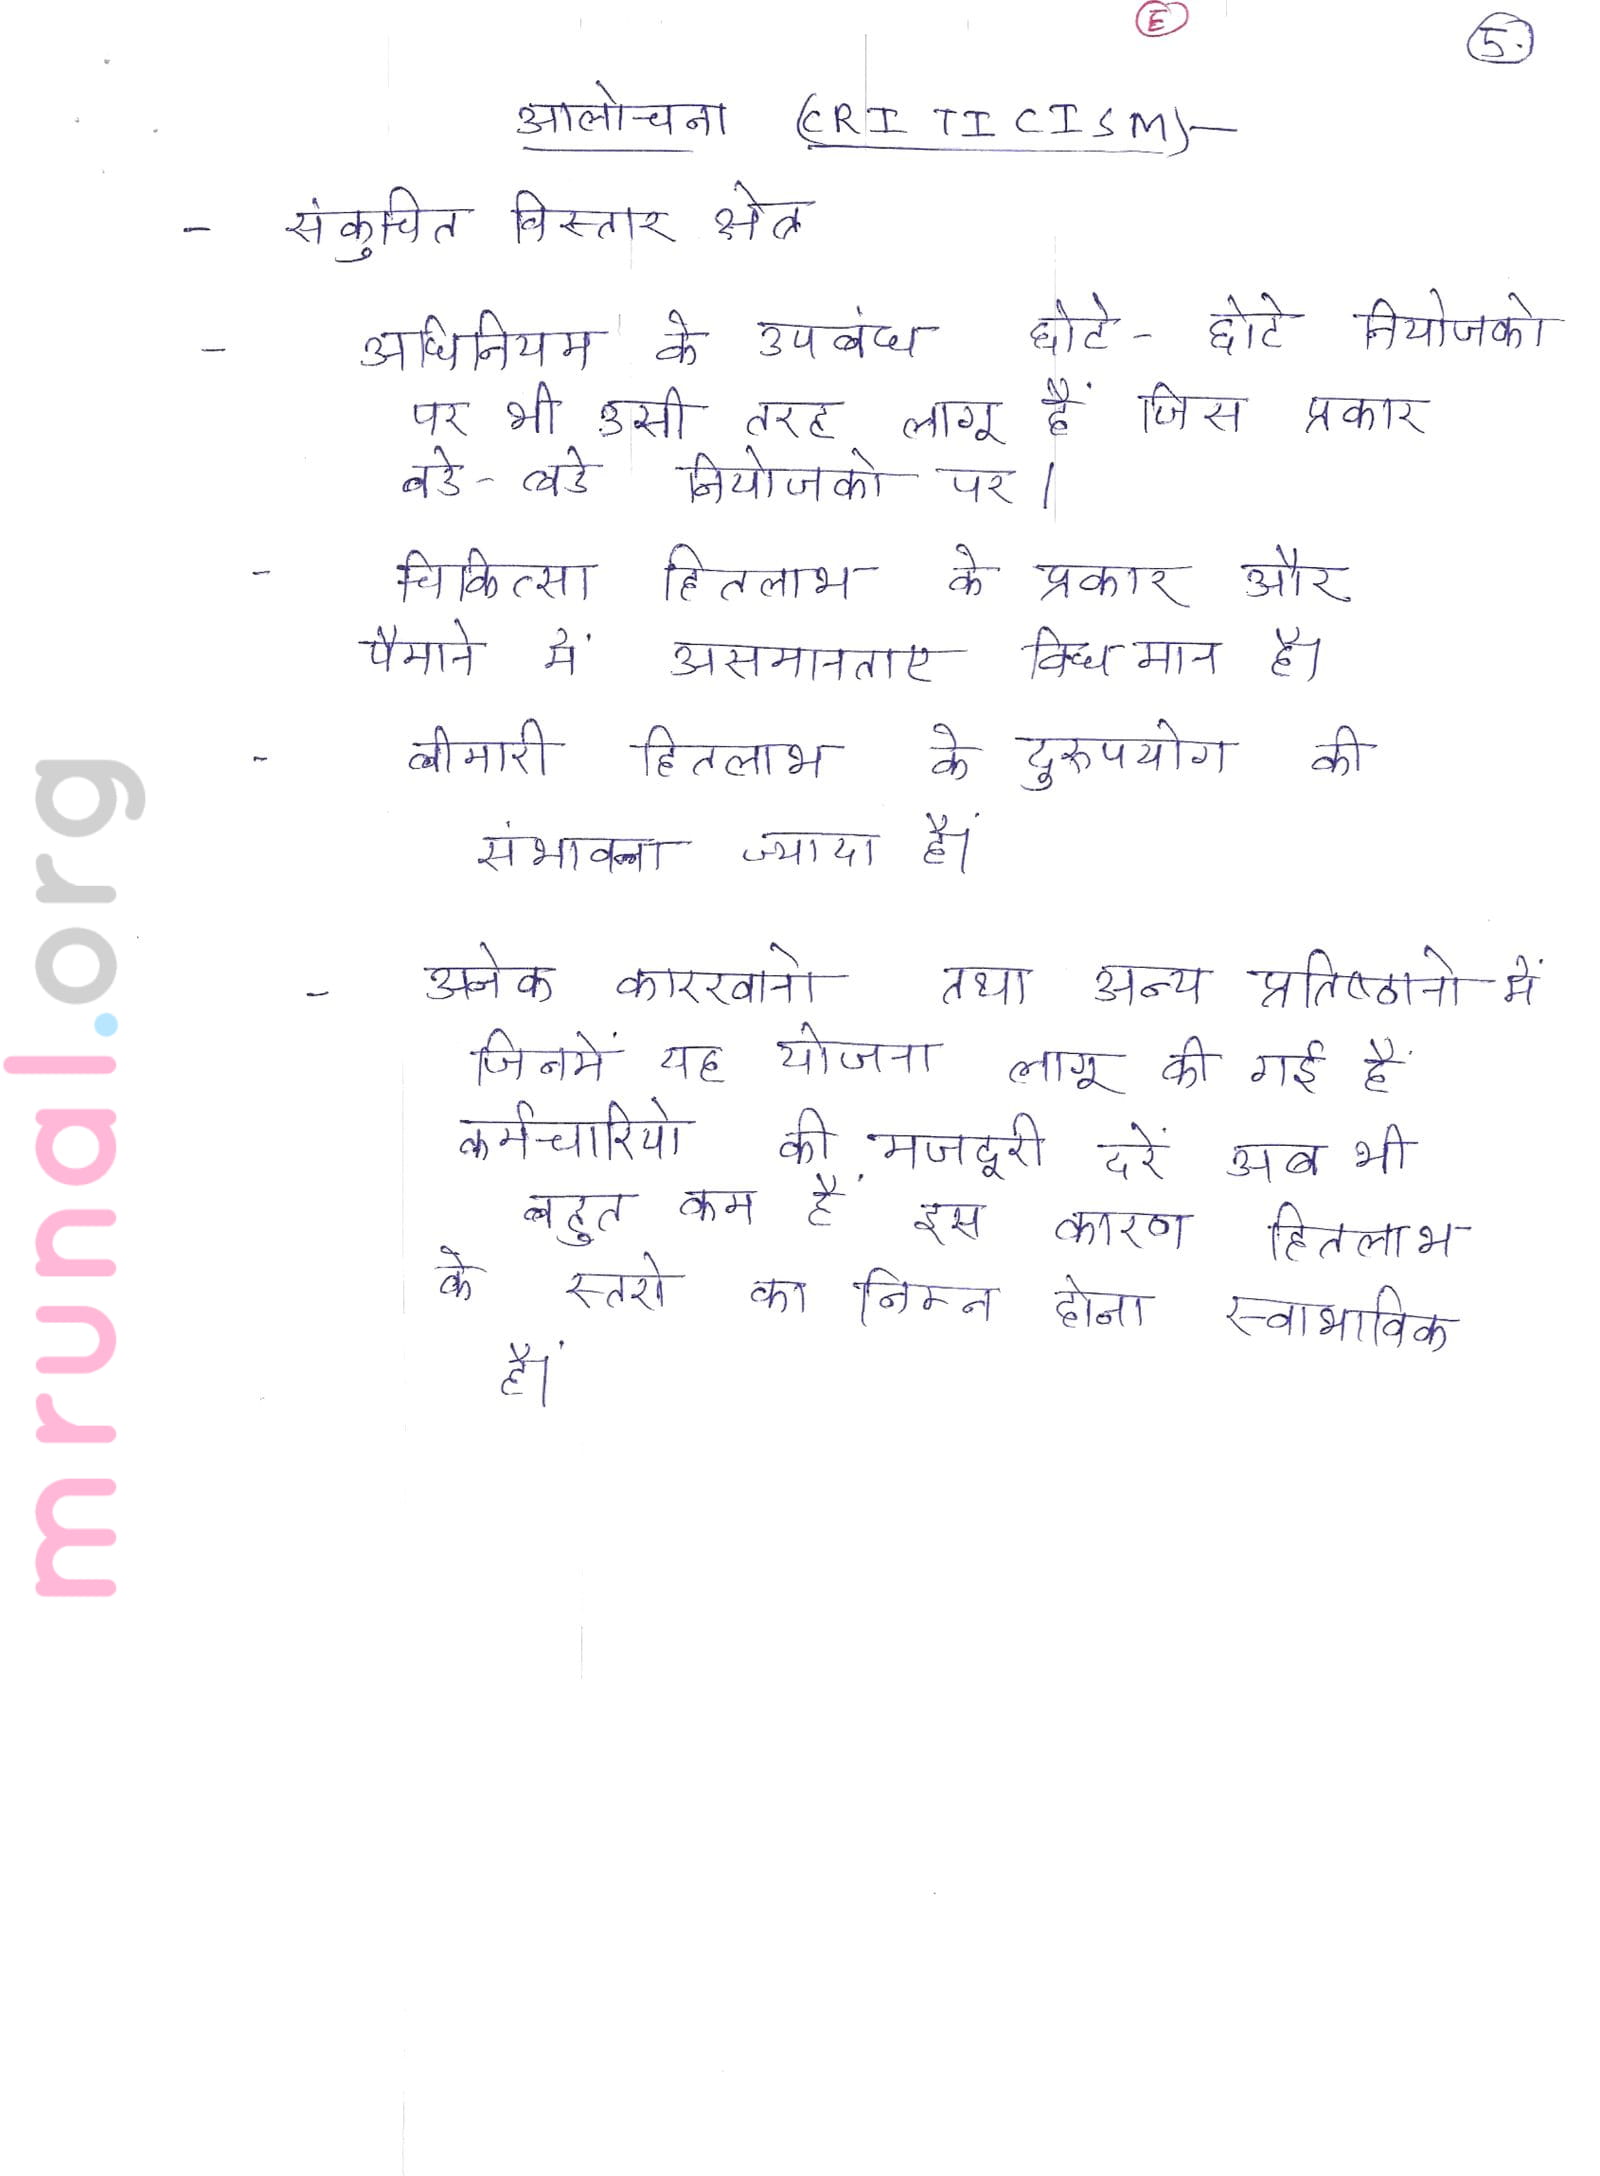 E
5.
आलोचना (CRITICISM) —
- संकुचित विस्तार क्षेत्र
- अधिनियम के उपबंध छोटे - छोटे नियोजको
पर भी उसी तरह लागू हैं जिस प्रकार
बडे - बडे नियोजको पर।
- चिकित्सा हितलाभ के प्रकार और
पैमाने में असमानताए विधमान है।
- बीमारी हितलाभ के दुरुपयोग की
संभावना ज्यादा हैं।
- अनेक कारखानो तथा अन्य प्रतिष्ठानो में
जिनमें यह योजना लागू की गई हैं
कर्मचारियो की मजदूरी दरें अब भी
बहुत कम हैं इस कारण हितलाभ
के स्तरो का निम्न होना स्वाभाविक
हैं।
mrunal.org